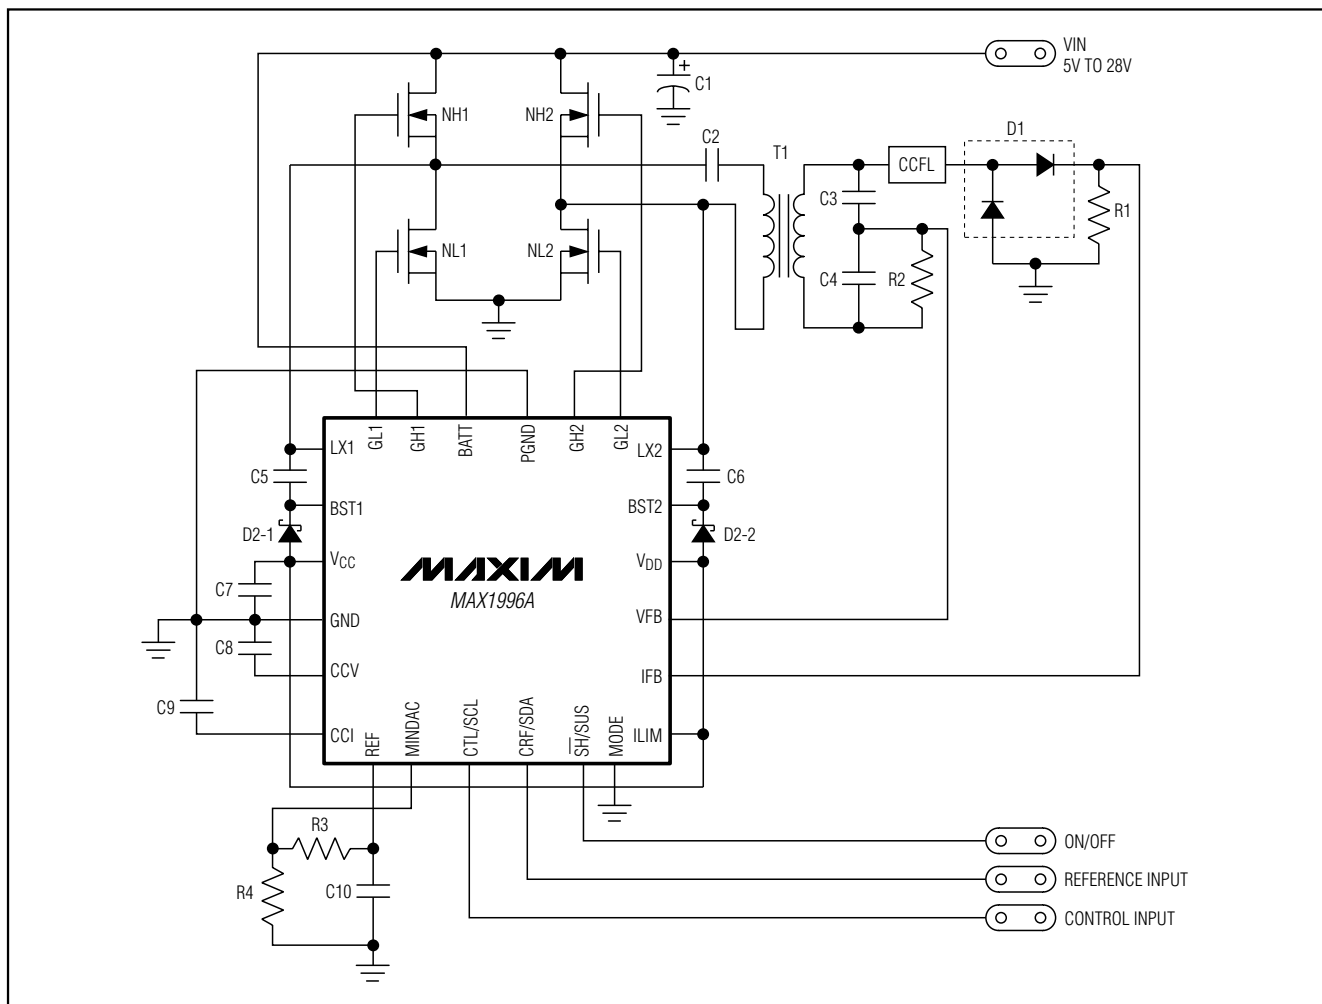 VIN
5V TO 28V
+
C1
NH1
NH2
C2
T1
D1
CCFL
C3
R1
NL1
NL2
C4
R2
GL1
GH1
BATT
PGND
GH2
GL2
LX1
LX2
C5
C6
BST1
BST2
D2-1
D2-2
VCC
VDD
C7
MAXIM
MAX1996A
GND
VFB
C8
CCV
IFB
C9
CCI
REF
MINDAC
CTL/SCL
CRF/SDA
S̅H̅/SUS
MODE
ILIM
R3
ON/OFF
R4
C10
REFERENCE INPUT
CONTROL INPUT